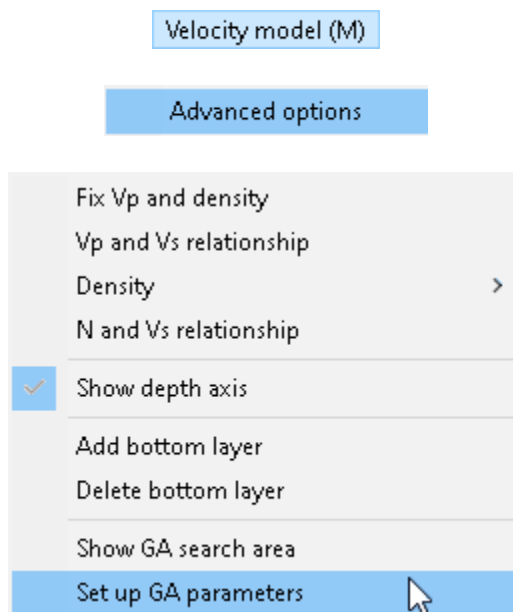 Velocity model (M)
Advanced options
Fix Vp and density
Vp and Vs relationship
Density
N and Vs relationship
Show depth axis
Add bottom layer
Delete bottom layer
Show GA search area
Set up GA parameters